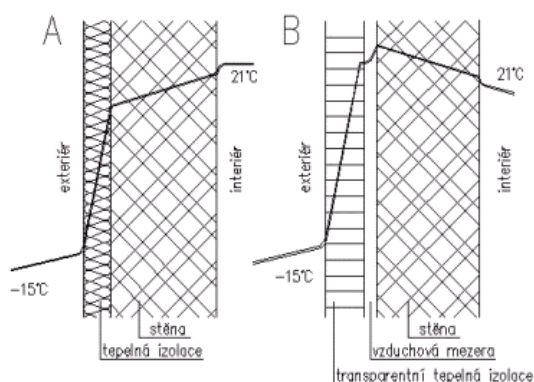 A
exteriér
21°C
interiér
-15°C
stěna
tepelná izolace
B
exteriér
21°C
interiér
-15°C
stěna
vzduchová mezera
transparentní tepelná izolace